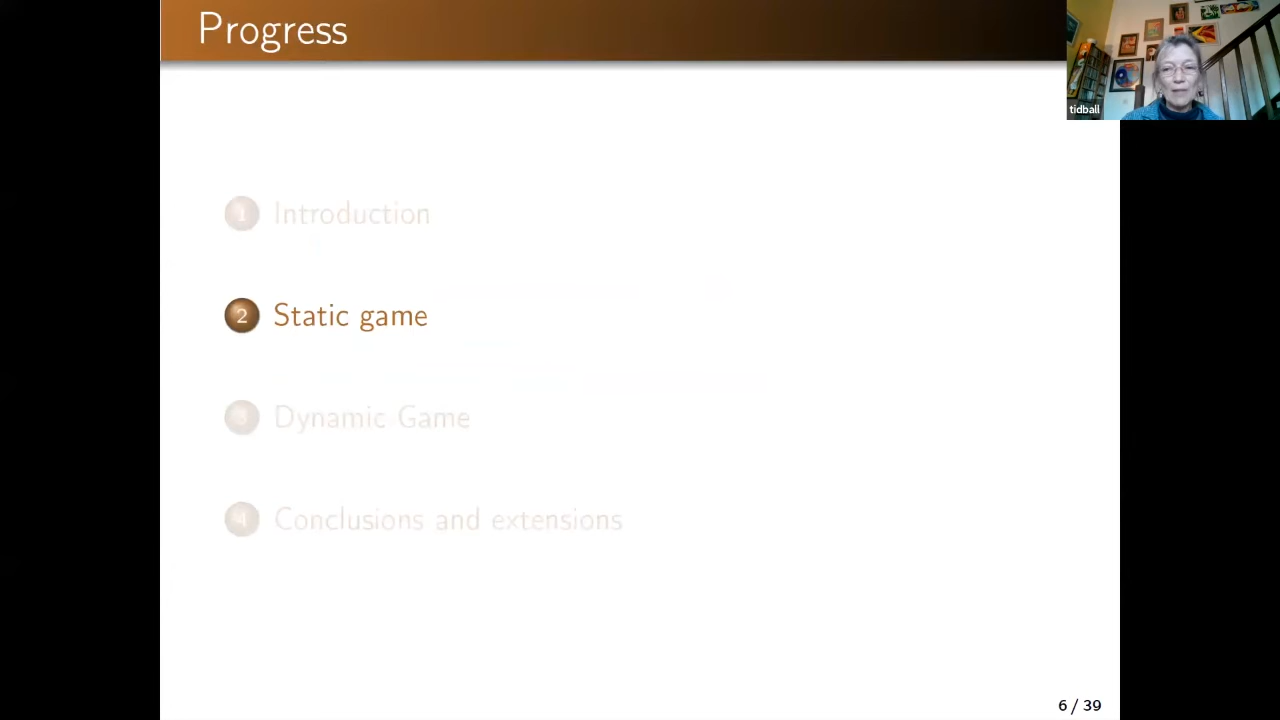 Progress
tidball
1 Introduction
2 Static game
3 Dynamic Game
4 Conclusions and extensions
6 / 39